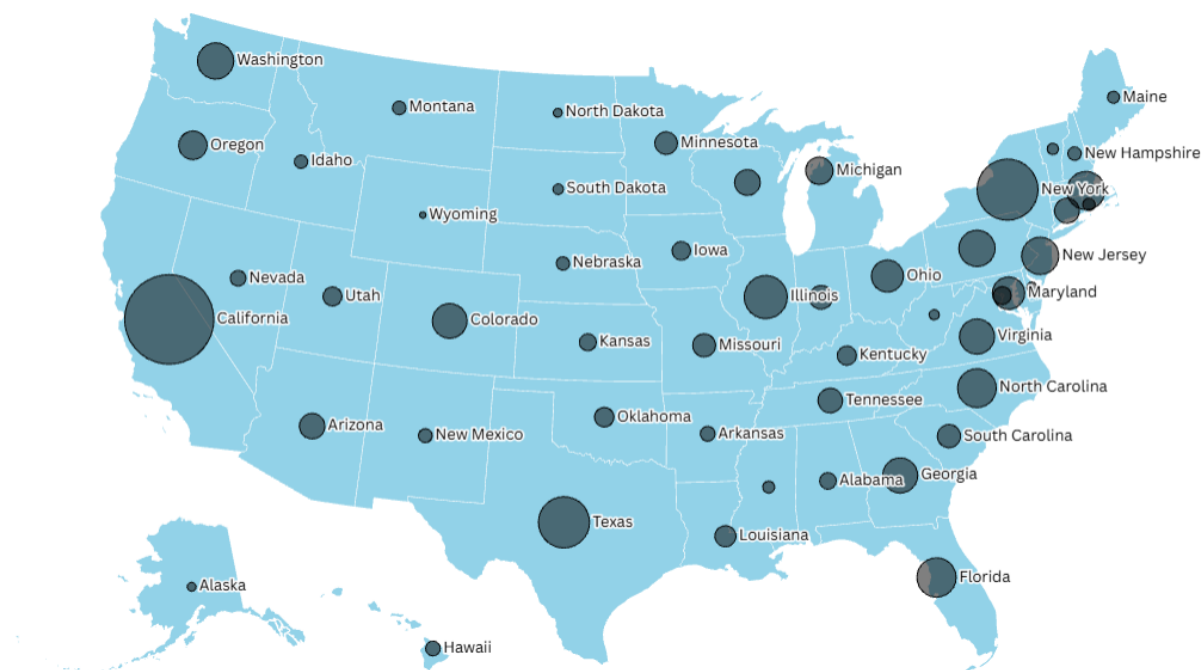 Washington
Montana
North Dakota
Maine
Oregon
Idaho
Minnesota
Michigan
New Hampshire
South Dakota
New York
Wyoming
Iowa
New Jersey
Nebraska
Nevada
Ohio
Utah
Illinois
Maryland
California
Colorado
Kansas
Missouri
Virginia
Kentucky
North Carolina
Tennessee
Oklahoma
Arizona
New Mexico
Arkansas
South Carolina
Georgia
Alabama
Texas
Louisiana
Florida
Alaska
Hawaii